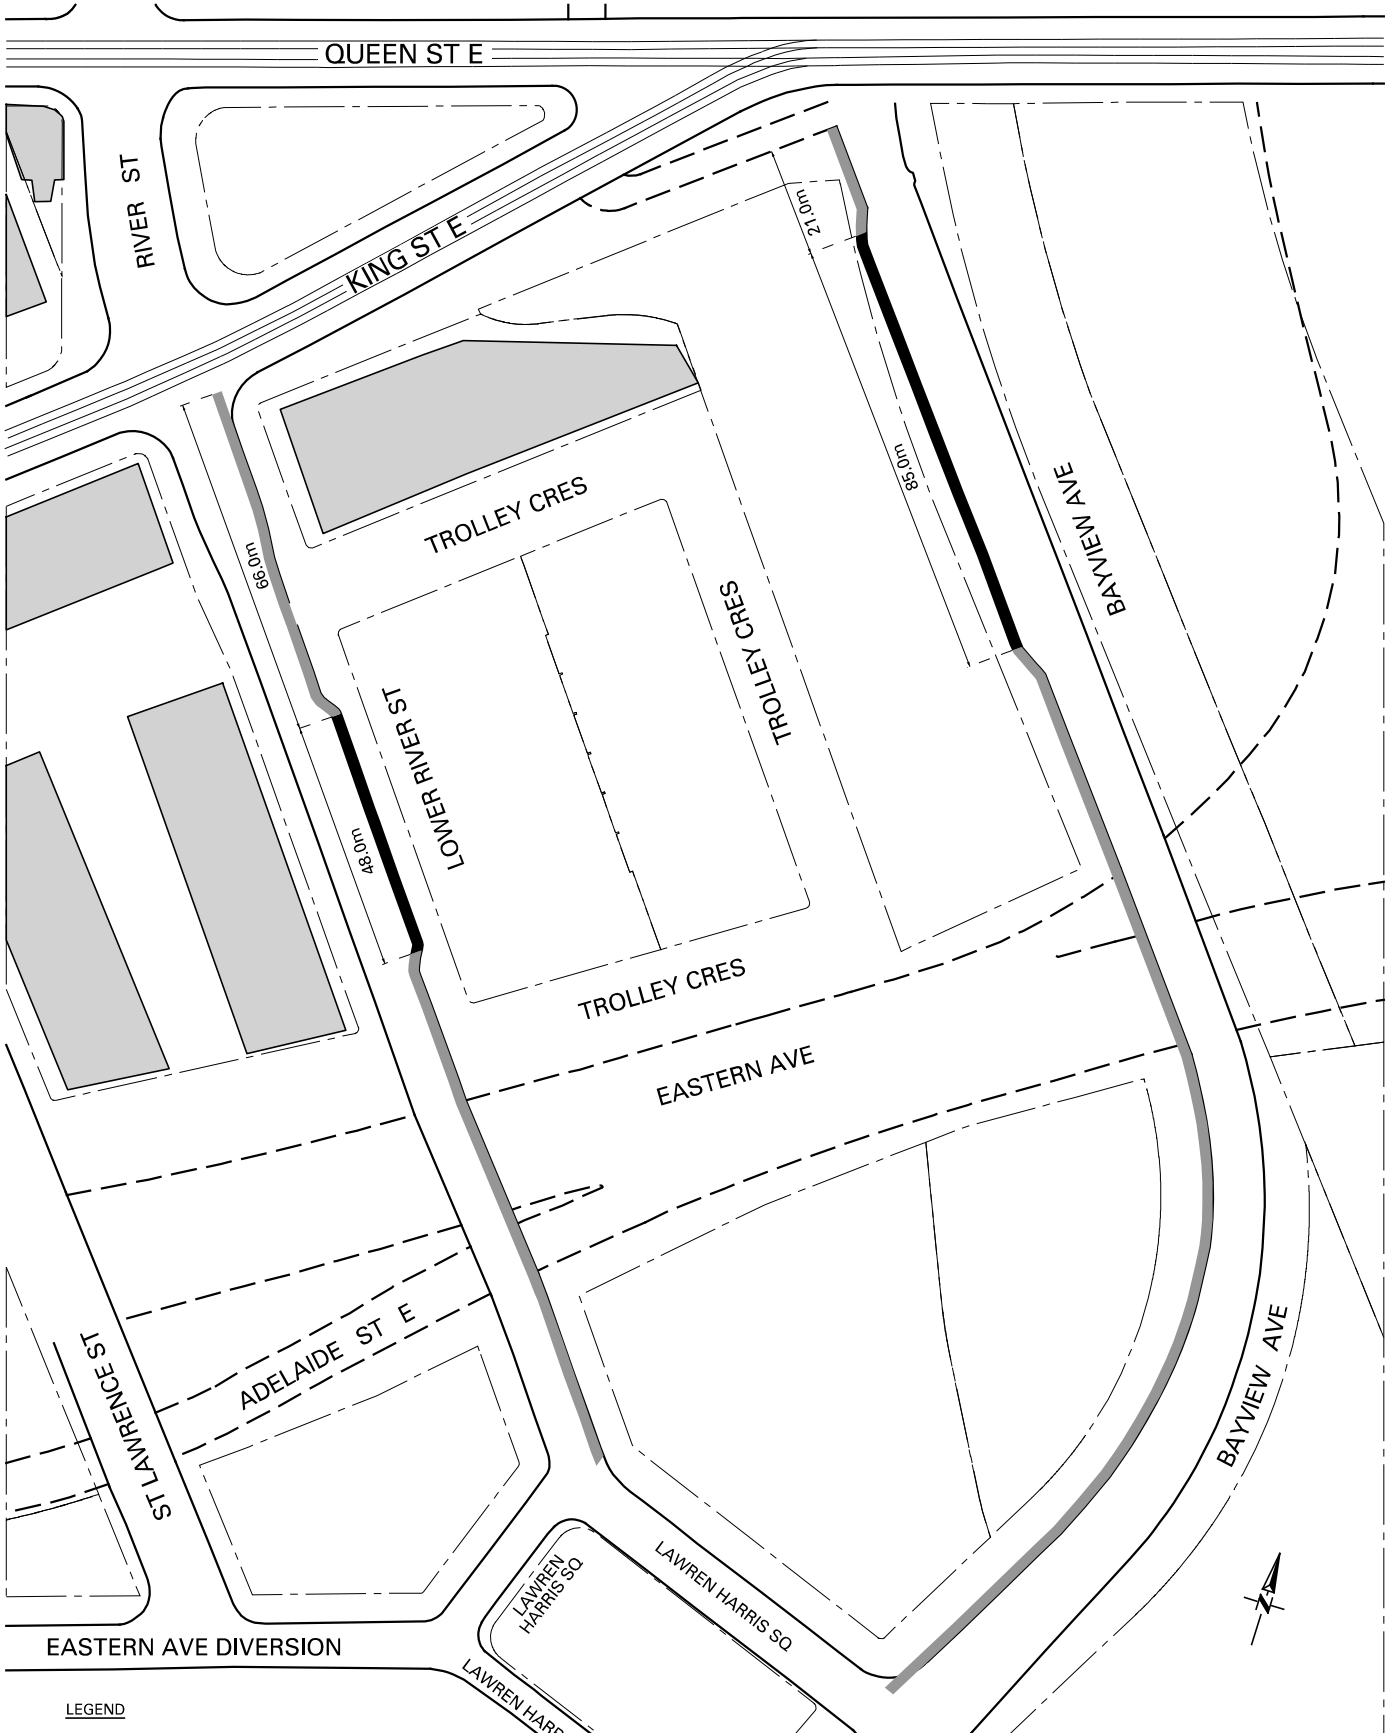 QUEEN ST E
RIVER ST
KING ST E
21.0m
85.0m
BAYVIEW AVE
TROLLEY CRES
66.0m
TROLLEY CRES
LOWER RIVER ST
48.0m
TROLLEY CRES
EASTERN AVE
ADELAIDE ST E
ST LAWRENCE ST
BAYVIEW AVE
LAWREN
HARRIS SQ
LAWREN HARRIS SQ
N
EASTERN AVE DIVERSION
LAWREN HARR
LEGEND